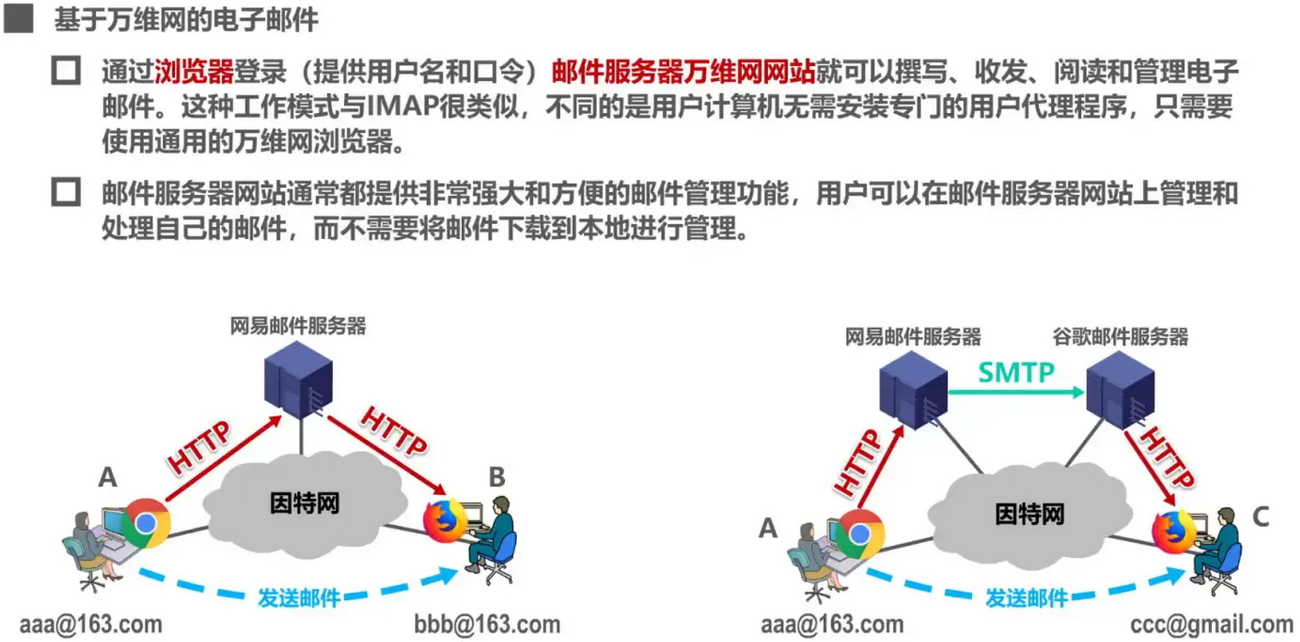 基于万维网的电子邮件
通过浏览器登录（提供用户名和口令）邮件服务器万维网网站就可以撰写、收发、阅读和管理电子
邮件。这种工作模式与IMAP很类似，不同的是用户计算机无需安装专门的用户代理程序，只需要
使用通用的万维网浏览器。
邮件服务器网站通常都提供非常强大和方便的邮件管理功能，用户可以在邮件服务器网站上管理和
处理自己的邮件，而不需要将邮件下载到本地进行管理。
网易邮件服务器
HTTP
HTTP
A
B
因特网
发送邮件
aaa@163.com
bbb@163.com
网易邮件服务器
谷歌邮件服务器
SMTP
HTTP
HTTP
A
C
因特网
发送邮件
aaa@163.com
ccc@gmail.com